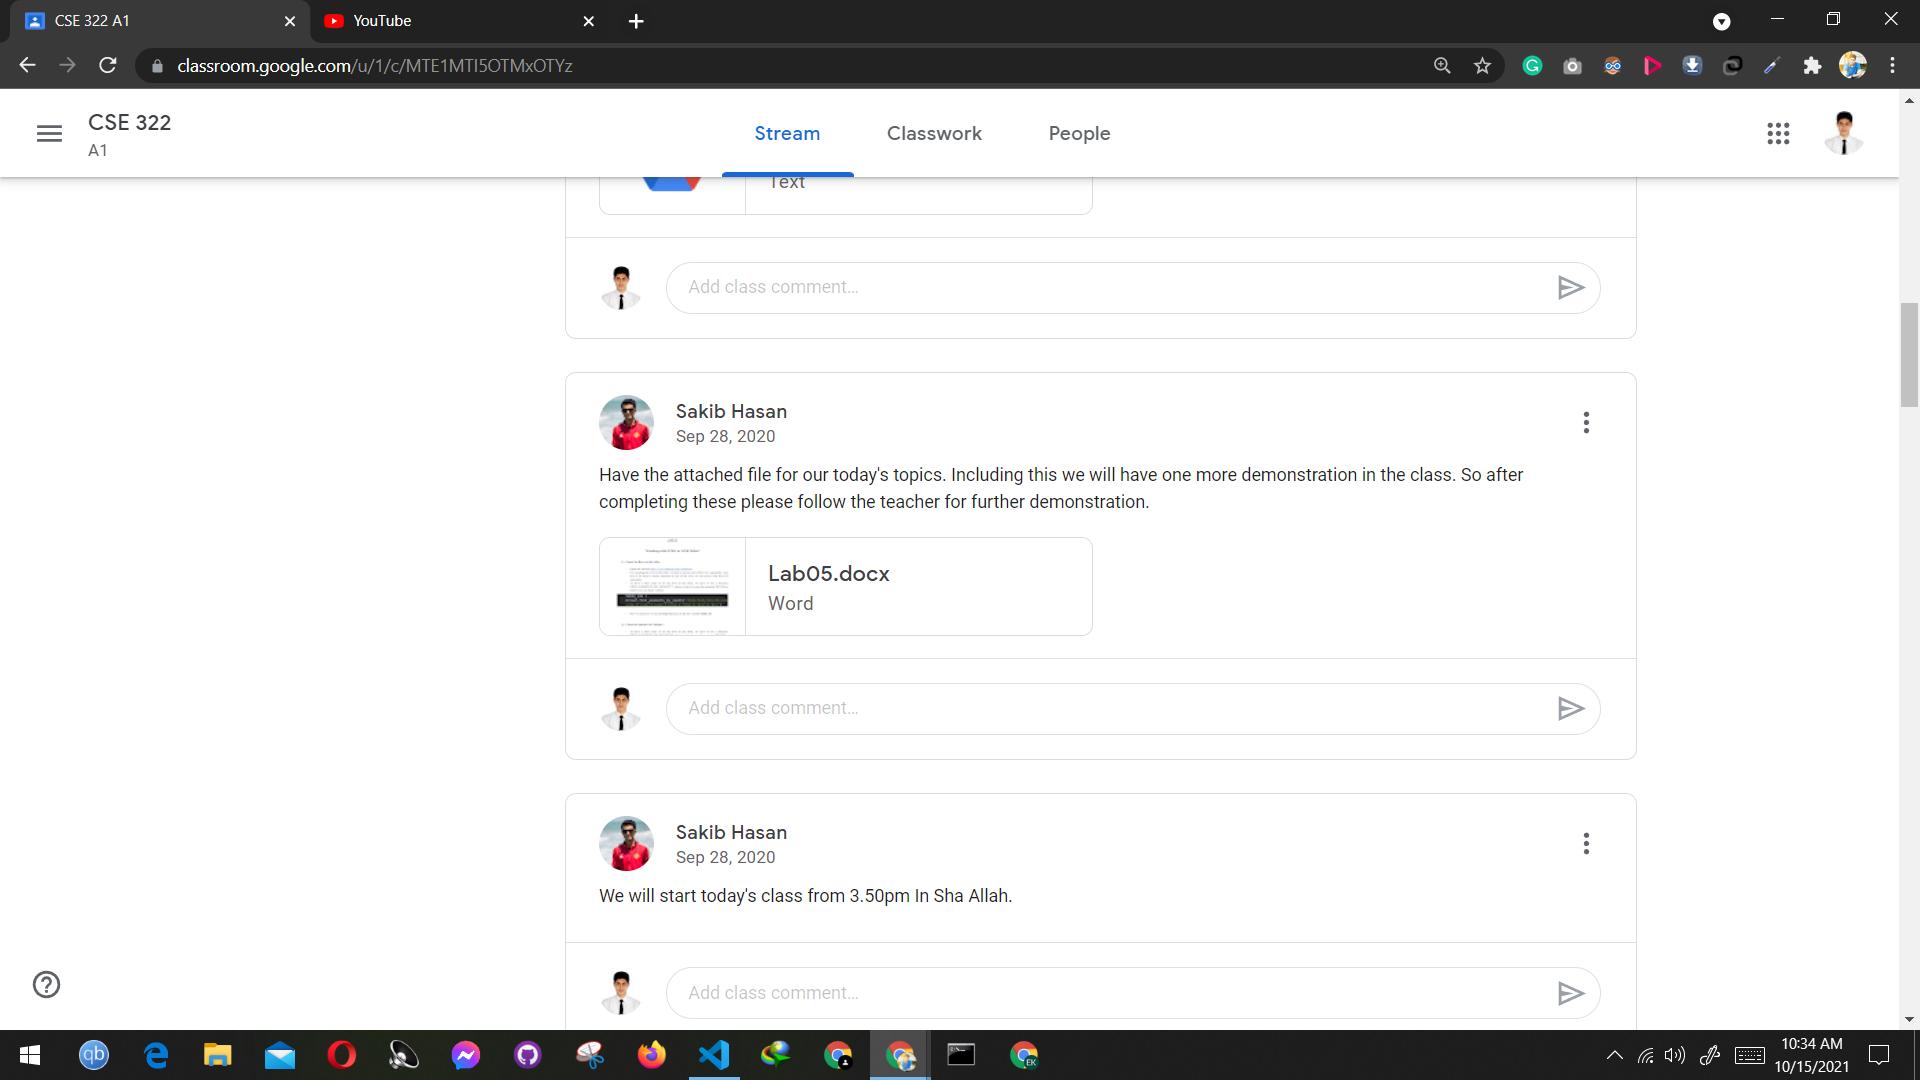 CSE 322 A1
YouTube
classroom.google.com/u/1/c/MTE1MTI5OTMxOTYz
CSE 322
A1
Stream
Classwork
People
Text
Add class comment...
Sakib Hasan
Sep 28, 2020
Have the attached file for our today's topics. Including this we will have one more demonstration in the class. So after
completing these please follow the teacher for further demonstration.
Lab05.docx
Word
Add class comment...
Sakib Hasan
Sep 28, 2020
We will start today's class from 3.50pm In Sha Allah.
Add class comment...
qb
EK
10:34 AM
10/15/2021